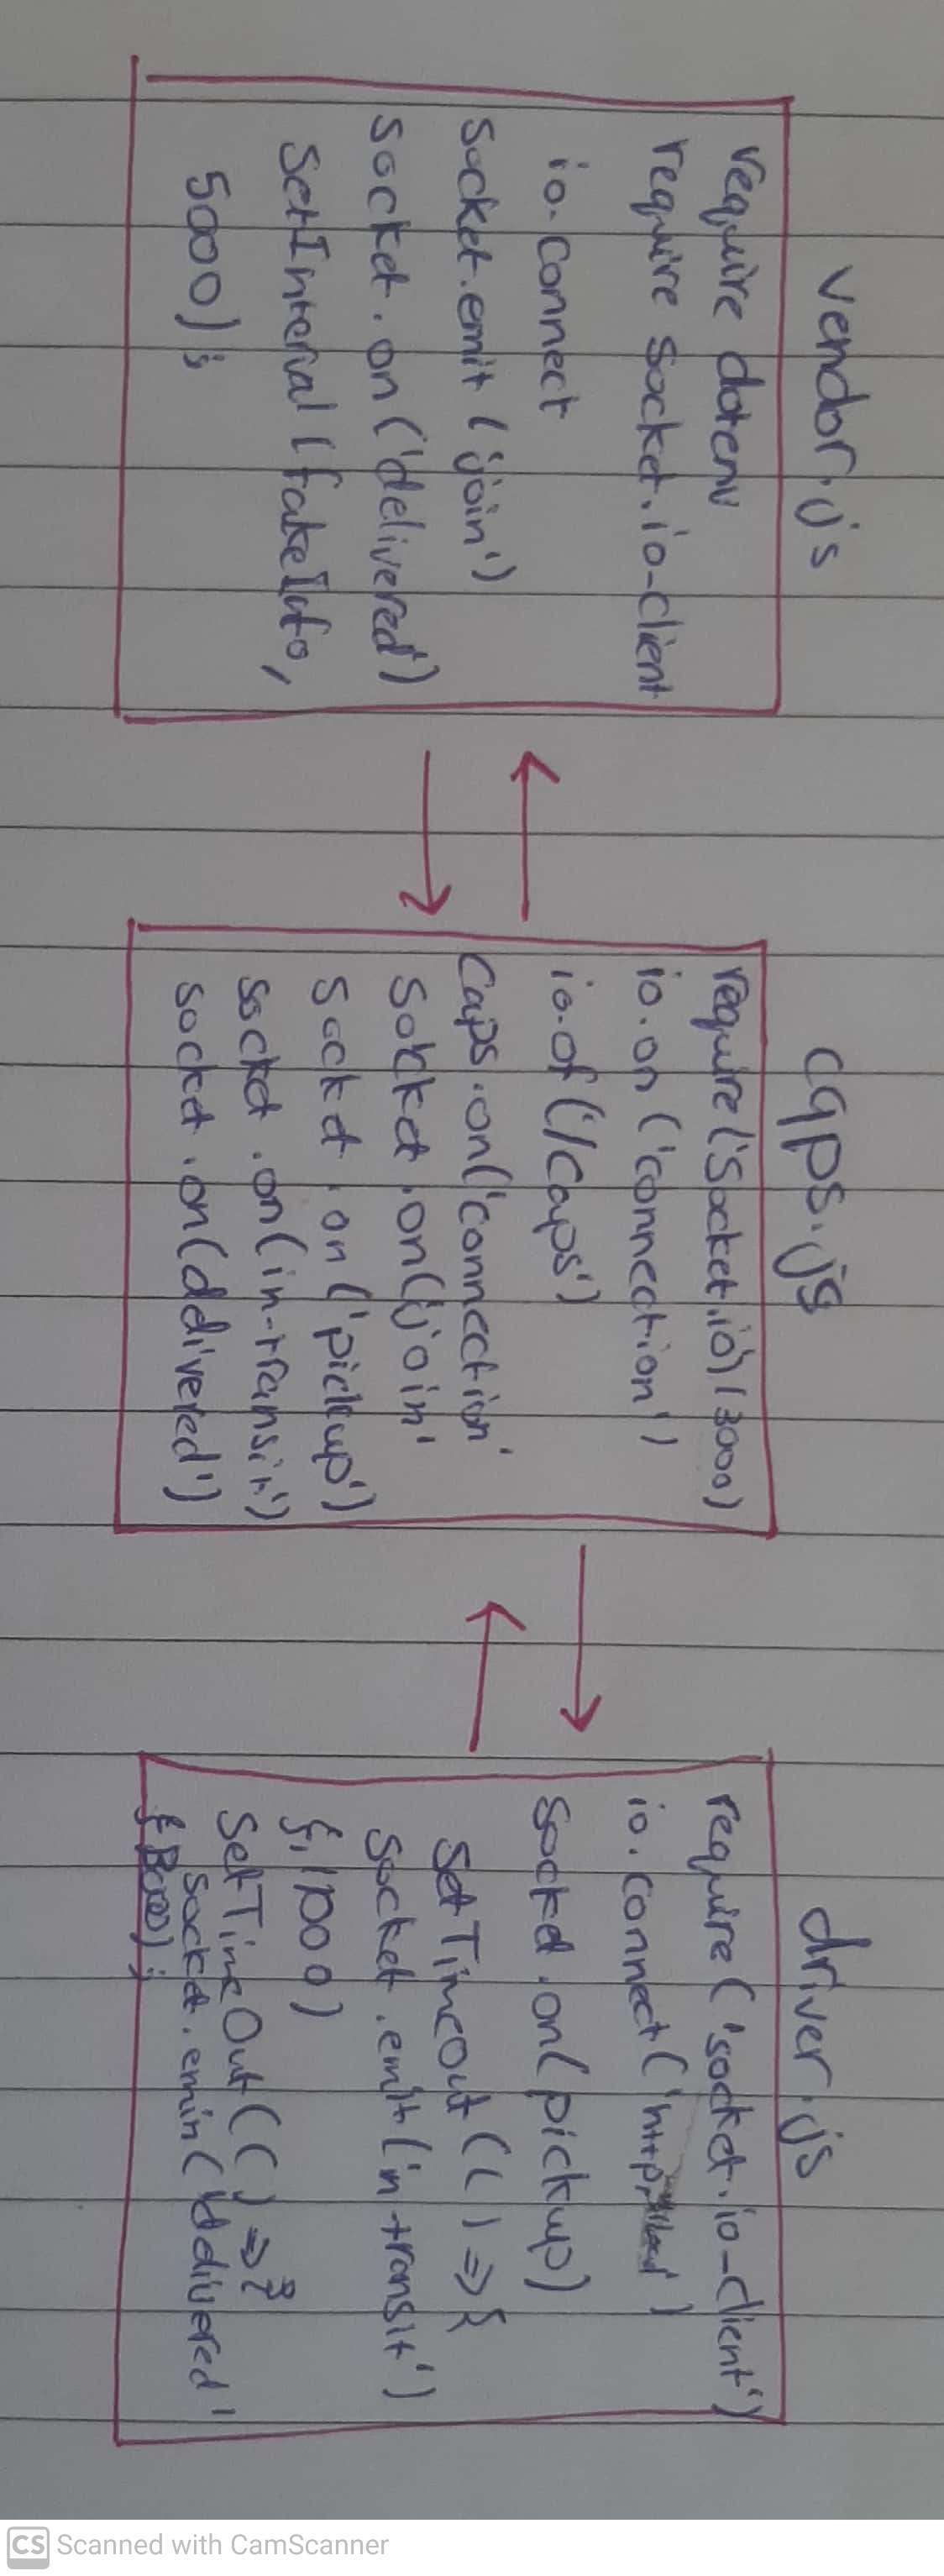 vendor.js
require dotenv
require socket.io-client
io.connect
socket.emit ('join')
socket.on ('delivered')
SetInterval (fakeInfo,
5000);
caps.js
require('socket.io')(3000)
io.on ('connection')
io.of ('/caps')
Caps.on('connection'
Socket.on('join'
Socket.on ('pickup')
socket.on(in-transit')
socket.on(delivered')
driver.js
require ('socket.io-client')
io.connect ('http, ')
Socket.on(pickup)
SetTimeOut (() => {
Socket.emit (in transit')
},1000)
SetTimeOut (() => {
socket.emin ('delivered'
CS Scanned with CamScanner